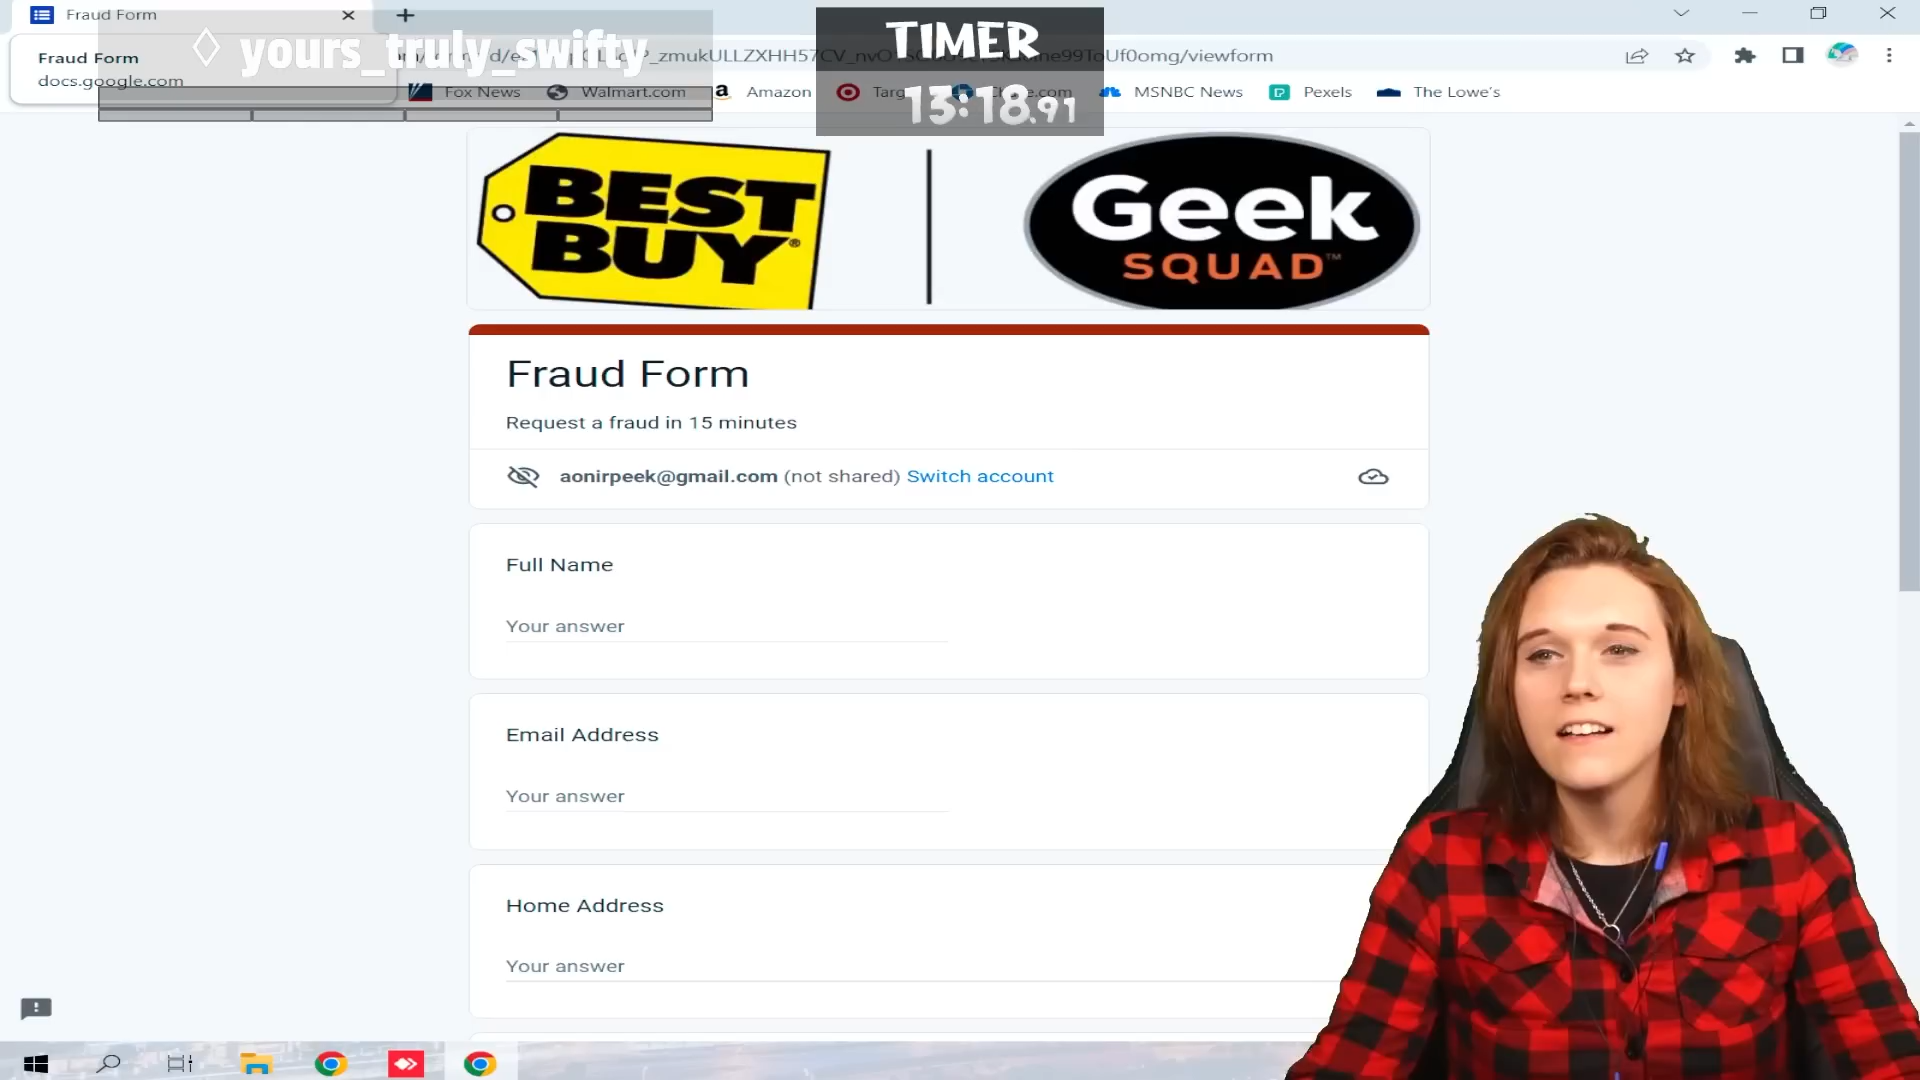 Fraud Form
yours_truly_swifty
TIMER
13:18.91
Fraud Form
docs.google.com
/viewform
Fox News
Walmart.com
Amazon
MSNBC News
Pexels
The Lowe's
BEST
BUY®
Geek
SQUAD™
Fraud Form
Request a fraud in 15 minutes
aonirpeek@gmail.com (not shared) Switch account
Full Name
Your answer
Email Address
Your answer
Home Address
Your answer